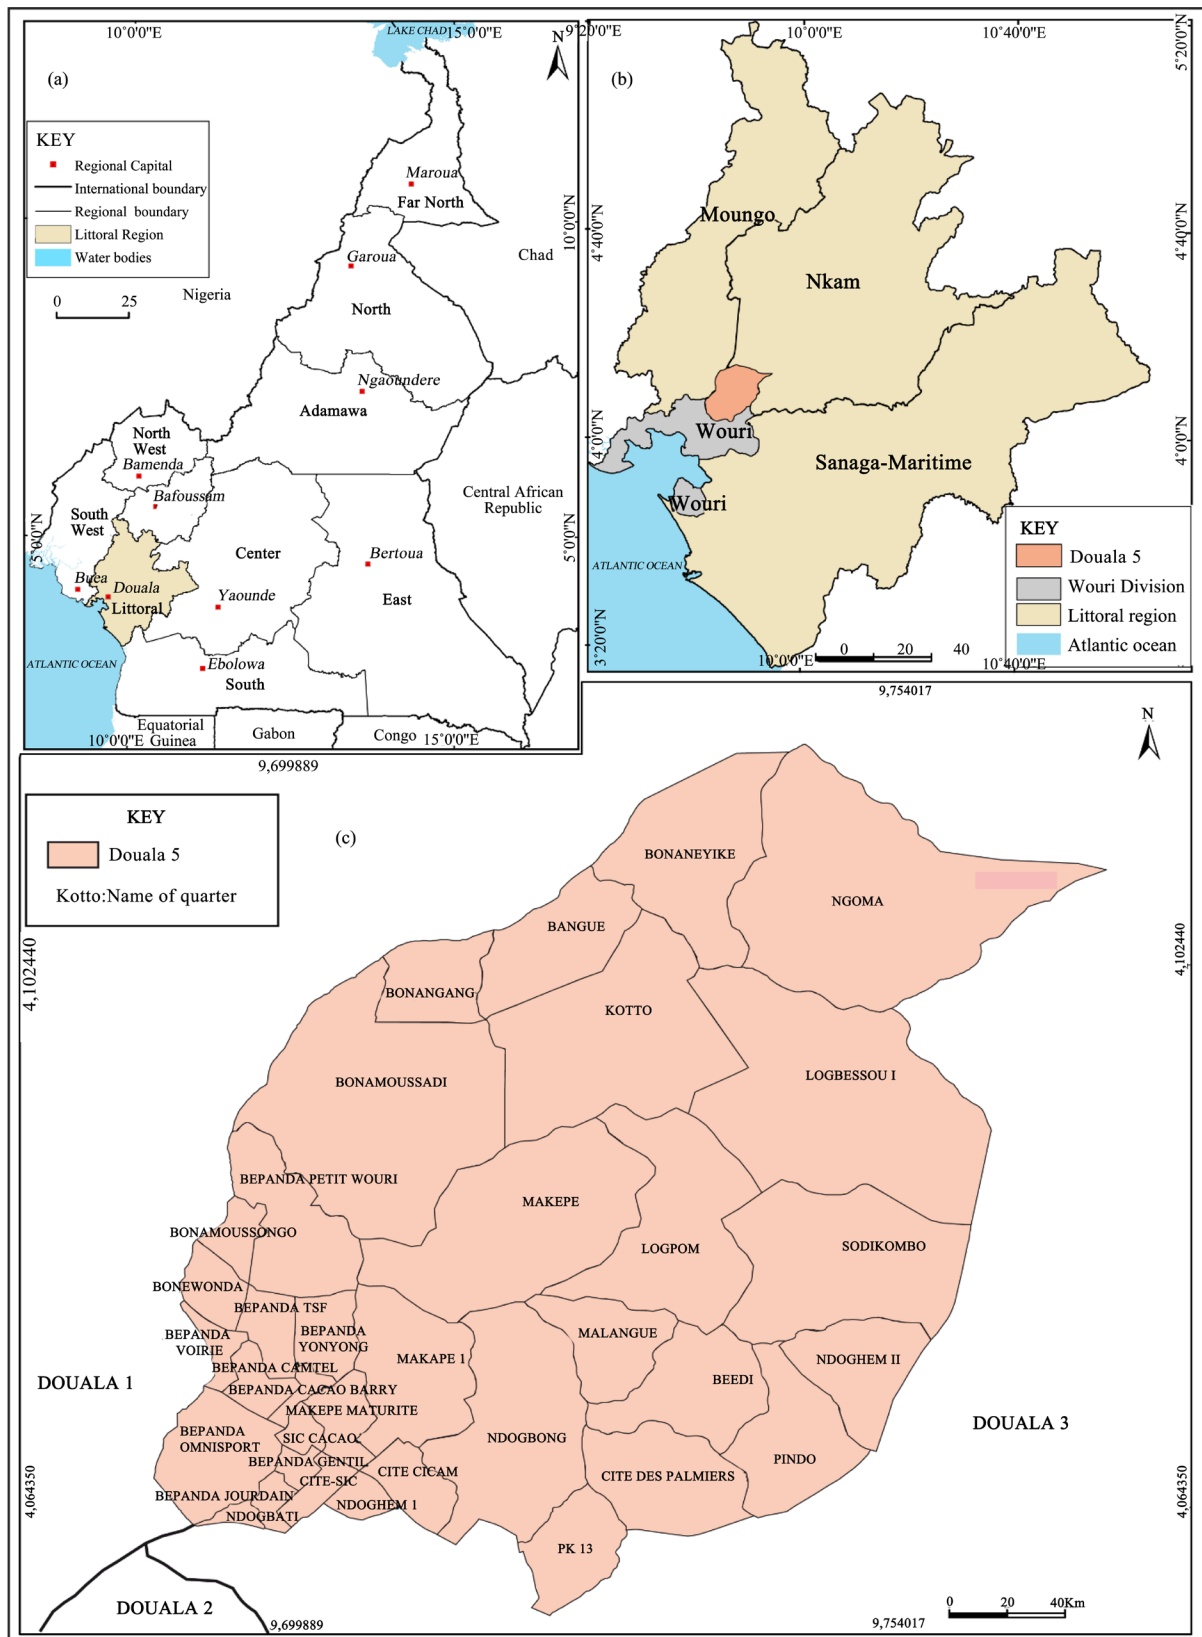 10°0'0"E
LAKE CHAD
15°0'0"E
N
(a)
KEY
Regional Capital
International boundary
Regional boundary
Littoral Region
Water bodies
0 25
Nigeria
Maroua
Far North
10°0'0"N
Chad
Garoua
North
Ngaoundere
Adamawa
North
West
Bamenda
Bafoussam
South
West
5°0'0"N
Central African
Republic
5°0'0"N
Center
Bertoua
Buea
Douala
Littoral
Yaounde
East
ATLANTIC OCEAN
Ebolowa
South
Equatorial
Guinea
Gabon
Congo
10°0'0"E
15°0'0"E
9°20'0"E
10°0'0"E
10°40'0"E
5°20'0"N
(b)
Moungo
4°40'0"N
4°40'0"N
Nkam
4°0'0"N
Wouri
4°0'0"N
Sanaga-Maritime
Wouri
ATLANTIC OCEAN
KEY
Douala 5
Wouri Division
Littoral region
Atlantic ocean
3°20'0"N
0 20 40
10°0'0"E
10°40'0"E
9,699889
9,754017
N
KEY
Douala 5
Kotto:Name of quarter
(c)
BONANEYIKE
NGOMA
BANGUE
4,102440
4,102440
BONANGANG
KOTTO
BONAMOUSSADI
LOGBESSOU I
BEPANDA PETIT WOURI
MAKEPE
BONAMOUSSONGO
LOGPOM
SODIKOMBO
BONEWONDA
BEPANDA TSF
BEPANDA
VOIRIE
BEPANDA
YONYONG
MALANGUE
MAKAPE 1
NDOGHEM II
BEPANDA CAMTEL
BEEDI
DOUALA 1
BEPANDA CACAO BARRY
MAKEPE MATURITE
DOUALA 3
BEPANDA
OMNISPORT
SIC CACAO
NDOGBONG
BEPANDA GENTIL
PINDO
CITE CICAM
CITE-SIC
CITE DES PALMIERS
BEPANDA JOURDAIN
NDOGHEM 1
4,064350
4,064350
NDOGBATI
PK 13
DOUALA 2
0 20 40Km
9,699889
9,754017